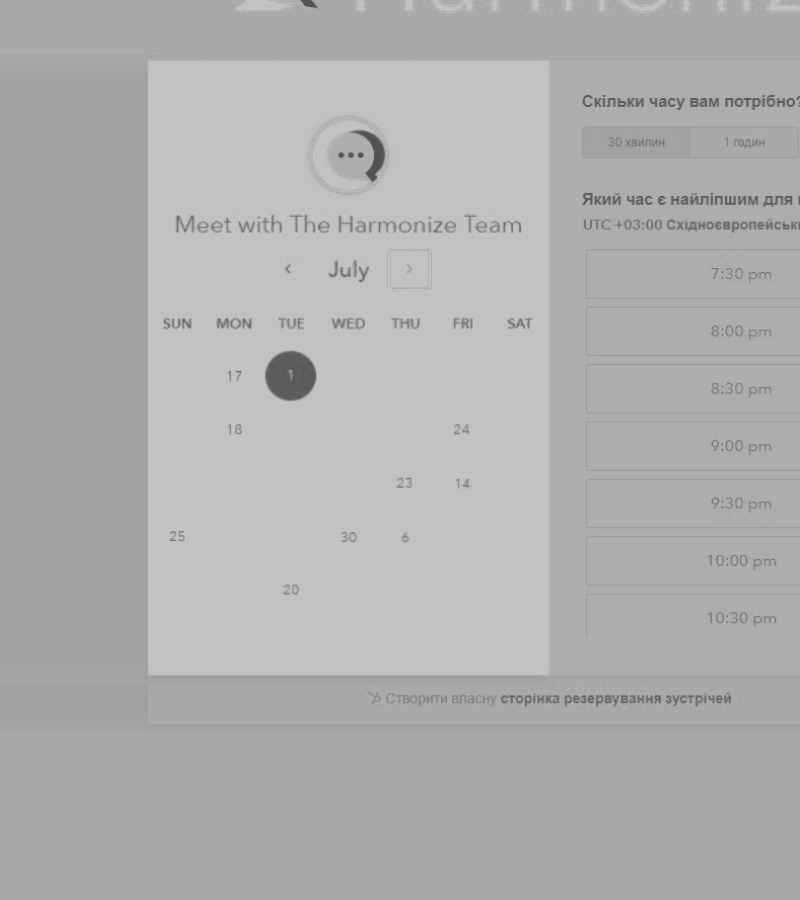 Meet with The Harmonize Team
‹ July ›
SUN MON TUE WED THU FRI SAT
17 1
18 24
23 14
25 30 6
20
Скільки часу вам потрібно?
30 хвилин 1 годин
Який час є найліпшим для
UTC +03:00
7:30 pm
8:00 pm
8:30 pm
9:00 pm
9:30 pm
10:00 pm
10:30 pm
Створити власну сторінка резервування зустрічей